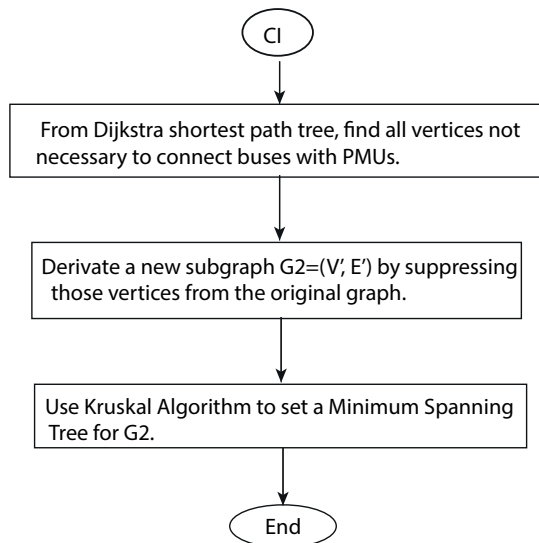 CI
From Dijkstra shortest path tree, find all vertices not
necessary to connect buses with PMUs.
Derivate a new subgraph G2=(V', E') by suppressing
those vertices from the original graph.
Use Kruskal Algorithm to set a Minimum Spanning
Tree for G2.
End